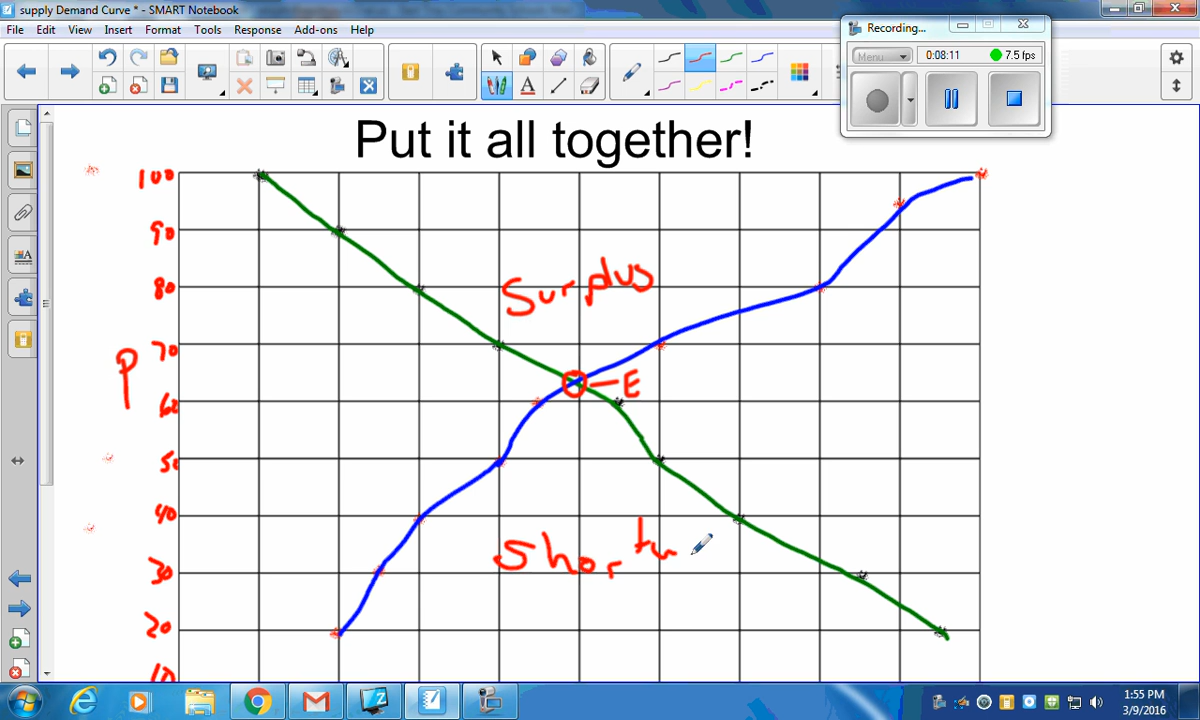 supply Demand Curve * - SMART Notebook
File Edit View Insert Format Tools Response Add-ons Help
Recording...
Menu 0:08:11 7.5 fps
Put it all together!
100
90
80
Surplus
70
P
E
60
50
40
short
30
20
10
1:55 PM
3/9/2016